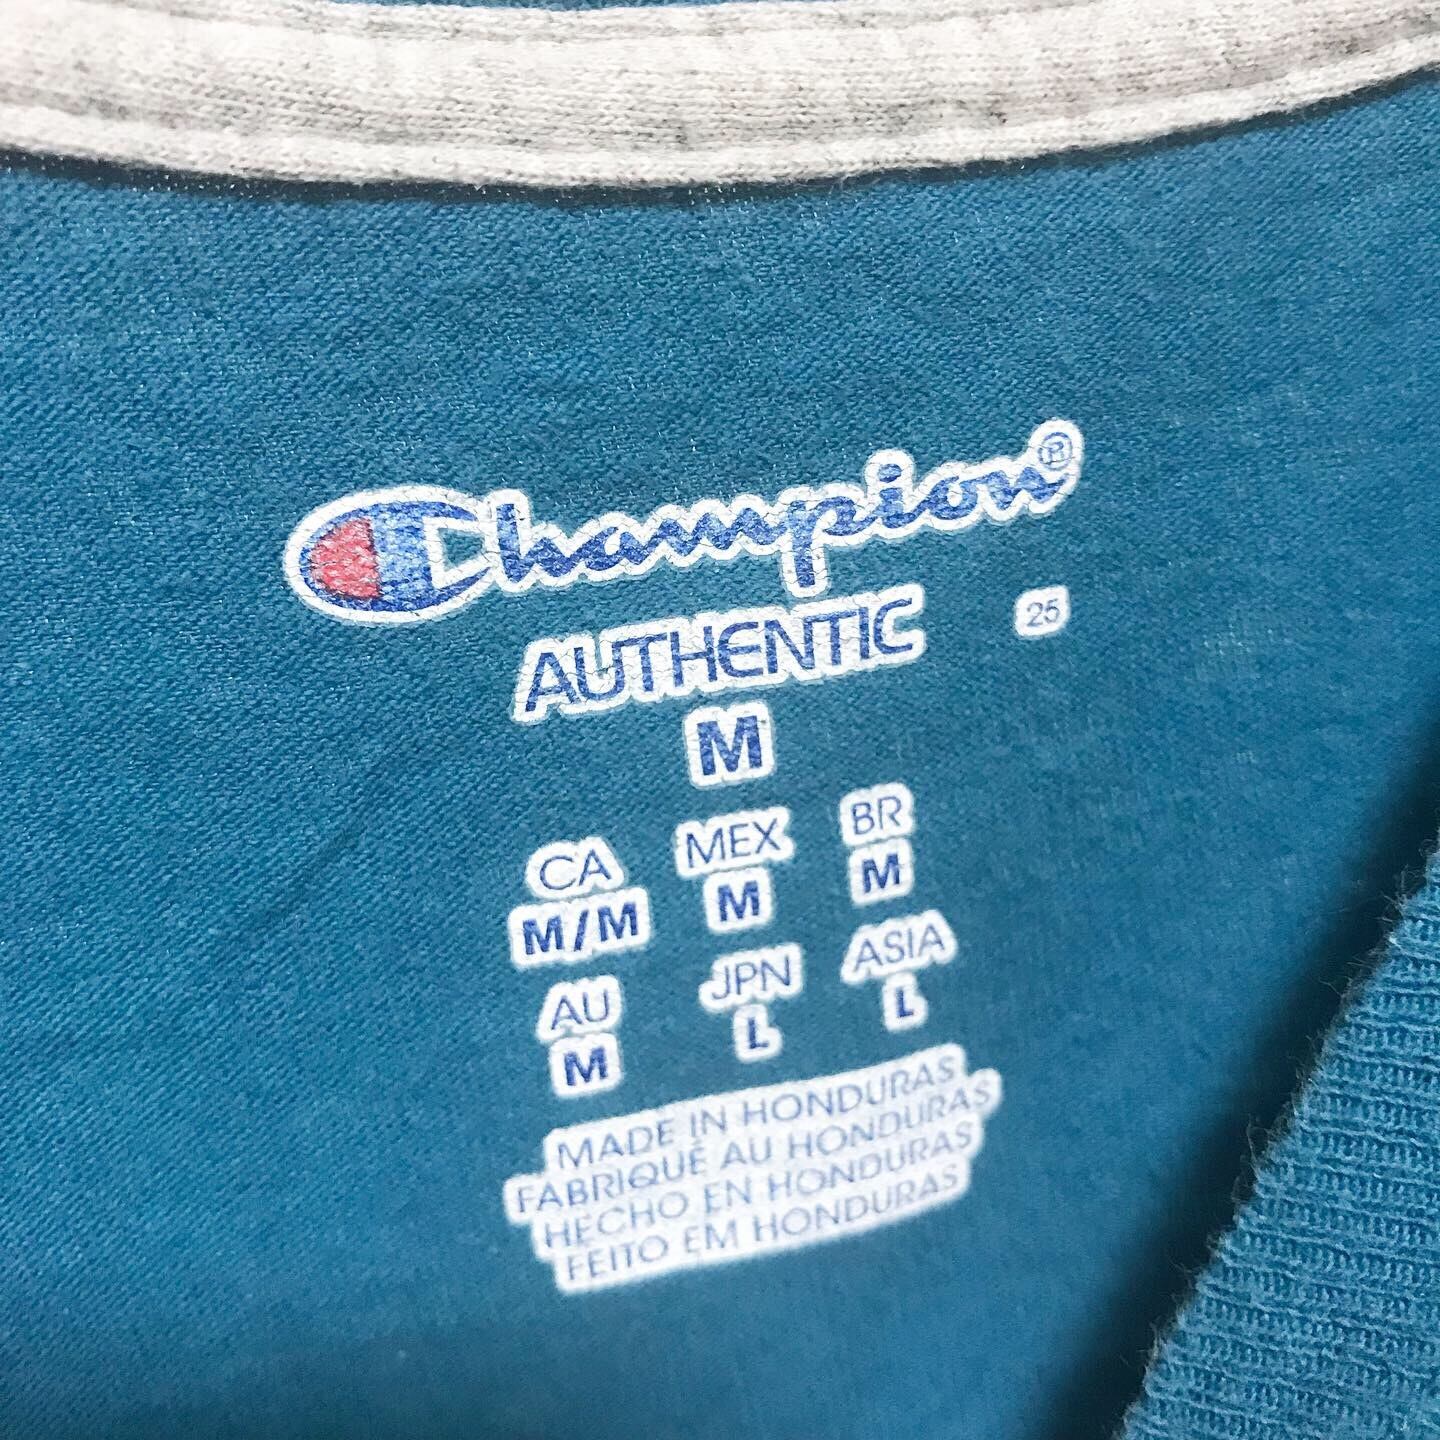 Champion®
AUTHENTIC 25
M
CA MEX BR
M/M M M
AU JPN ASIA
M L L
MADE IN HONDURAS
FABRIQUÉ AU HONDURAS
HECHO EN HONDURAS
FEITO EM HONDURAS